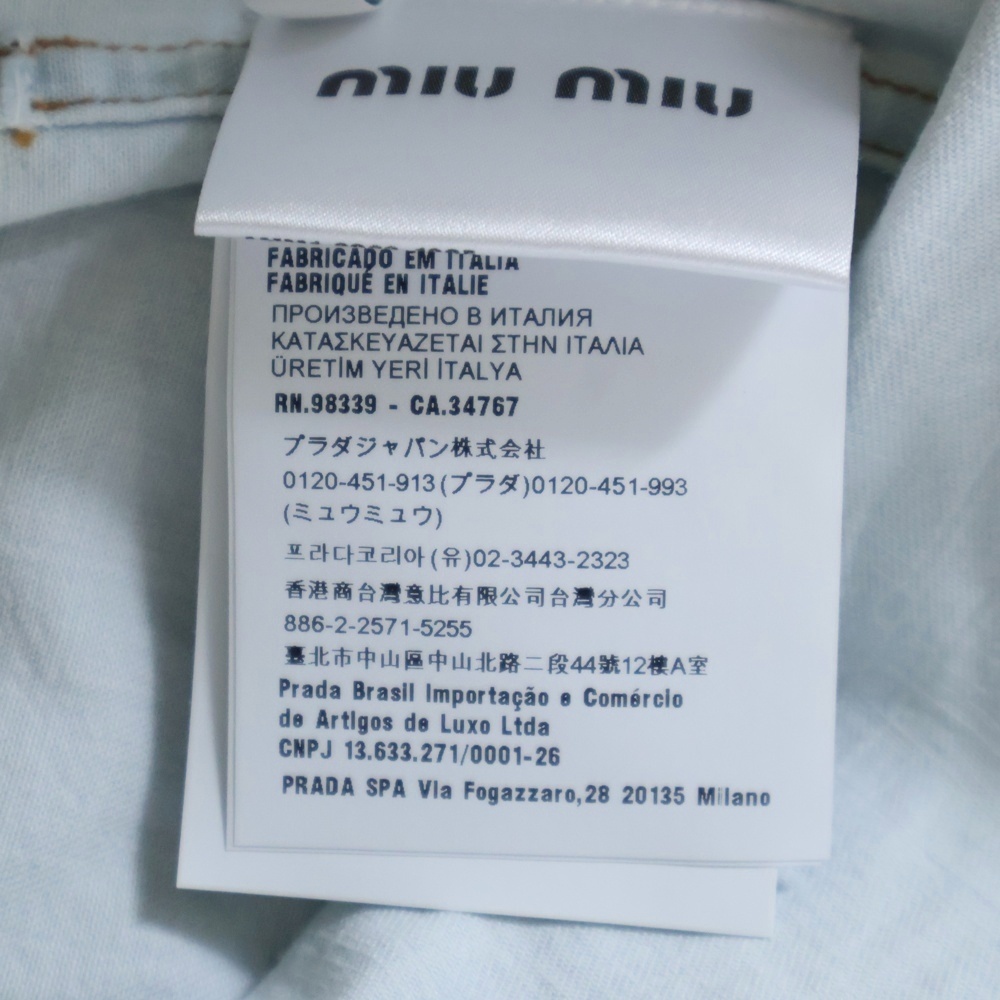 MIU MIU
FABRICADO EM ITALIA
FABRIQUÉ EN ITALIE
ПРОИЗВЕДЕНО В ИТАЛИЯ
ΚΑΤΑΣΚΕΥΑΖΕΤΑΙ ΣΤΗΝ ΙΤΑΛΙΑ
ÜRETİM YERİ İTALYA
RN.98339 - CA.34767
プラダジャパン株式会社
0120-451-913(プラダ)0120-451-993
(ミュウミュウ)
프라다코리아(유)02-3443-2323
香港商台灣意比有限公司台灣分公司
886-2-2571-5255
臺北市中山區中山北路二段44號12樓A室
Prada Brasil Importação e Comércio
de Artigos de Luxo Ltda
CNPJ 13.633.271/0001-26
PRADA SPA Via Fogazzaro,28 20135 Milano